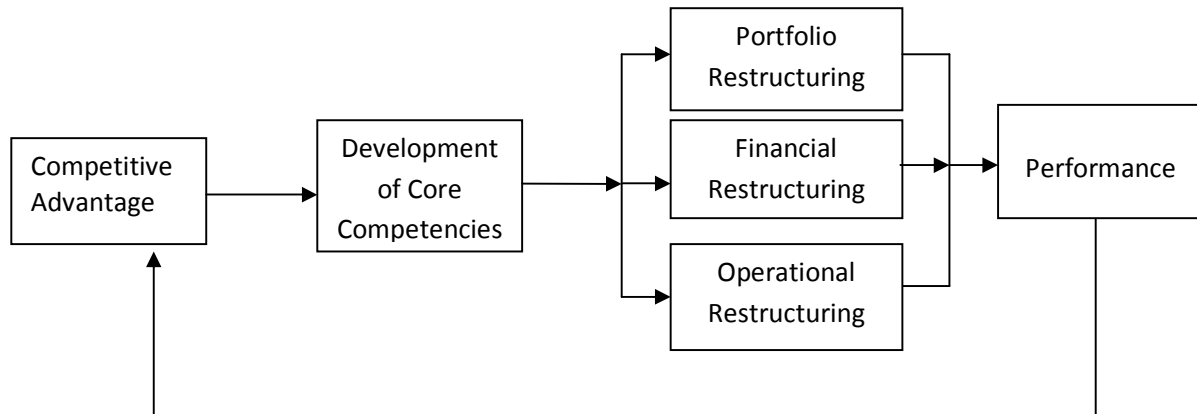 Competitive
Advantage
Development
of Core
Competencies
Portfolio
Restructuring
Financial
Restructuring
Operational
Restructuring
Performance